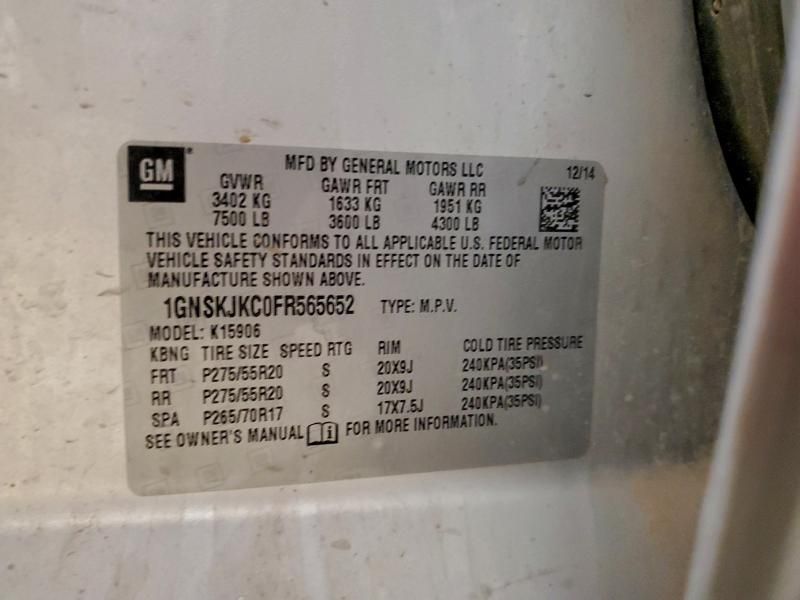 GM
MFD BY GENERAL MOTORS LLC 12/14
GVWR GAWR FRT GAWR RR
3402 KG 1633 KG 1951 KG
7500 LB 3600 LB 4300 LB
THIS VEHICLE CONFORMS TO ALL APPLICABLE U.S. FEDERAL MOTOR
VEHICLE SAFETY STANDARDS IN EFFECT ON THE DATE OF
MANUFACTURE SHOWN ABOVE.
1GNSKJKC0FR565652 TYPE: M.P.V.
MODEL: K15906
KBNG TIRE SIZE SPEED RTG RIM COLD TIRE PRESSURE
FRT P275/55R20 S 20X9J 240KPA(35PSI)
RR P275/55R20 S 20X9J 240KPA(35PSI)
SPA P265/70R17 S 17X7.5J 240KPA(35PSI)
SEE OWNER'S MANUAL FOR MORE INFORMATION.